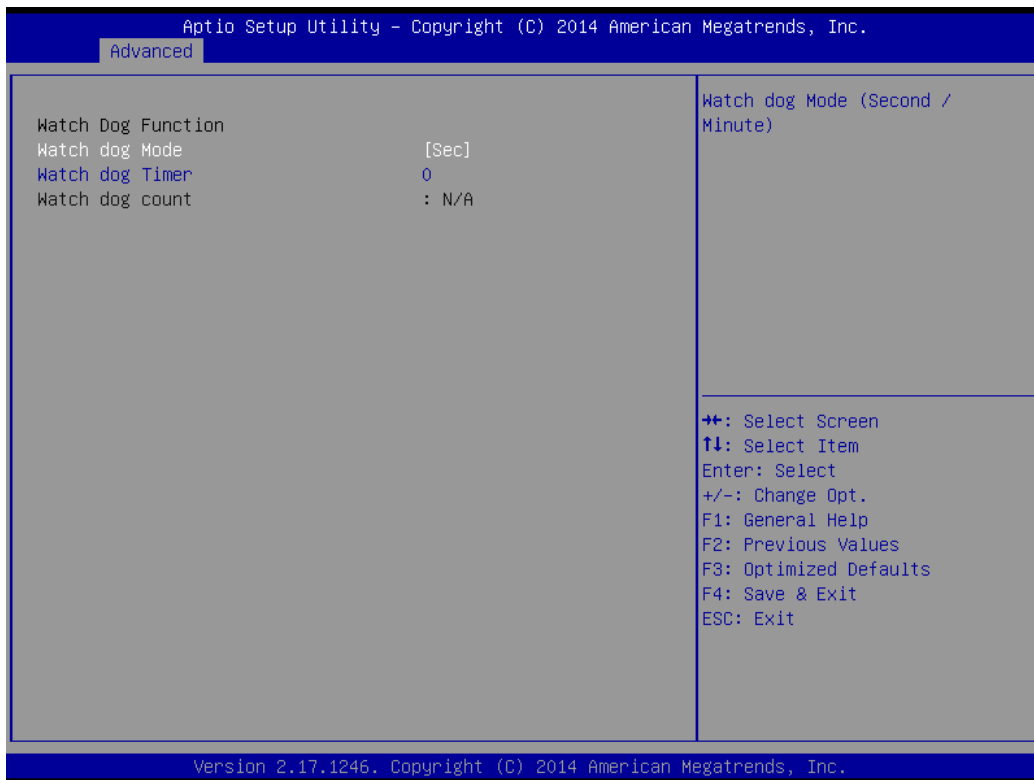 Aptio Setup Utility – Copyright (C) 2014 American Megatrends, Inc.
Advanced
Watch Dog Function
Watch dog Mode [Sec]
Watch dog Timer 0
Watch dog count : N/A
Watch dog Mode (Second /
Minute)
→←: Select Screen
↑↓: Select Item
Enter: Select
+/-: Change Opt.
F1: General Help
F2: Previous Values
F3: Optimized Defaults
F4: Save & Exit
ESC: Exit
Version 2.17.1246. Copyright (C) 2014 American Megatrends, Inc.